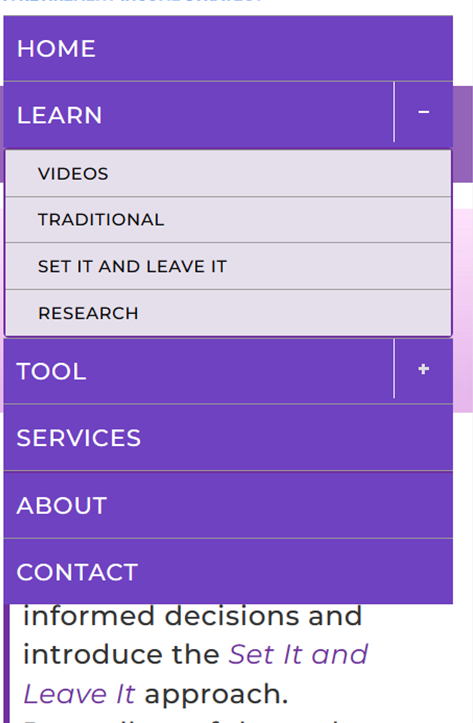 HOME
LEARN
VIDEOS
TRADITIONAL
SET IT AND LEAVE IT
RESEARCH
TOOL
SERVICES
ABOUT
CONTACT
informed decisions and
introduce the Set It and
Leave It approach.